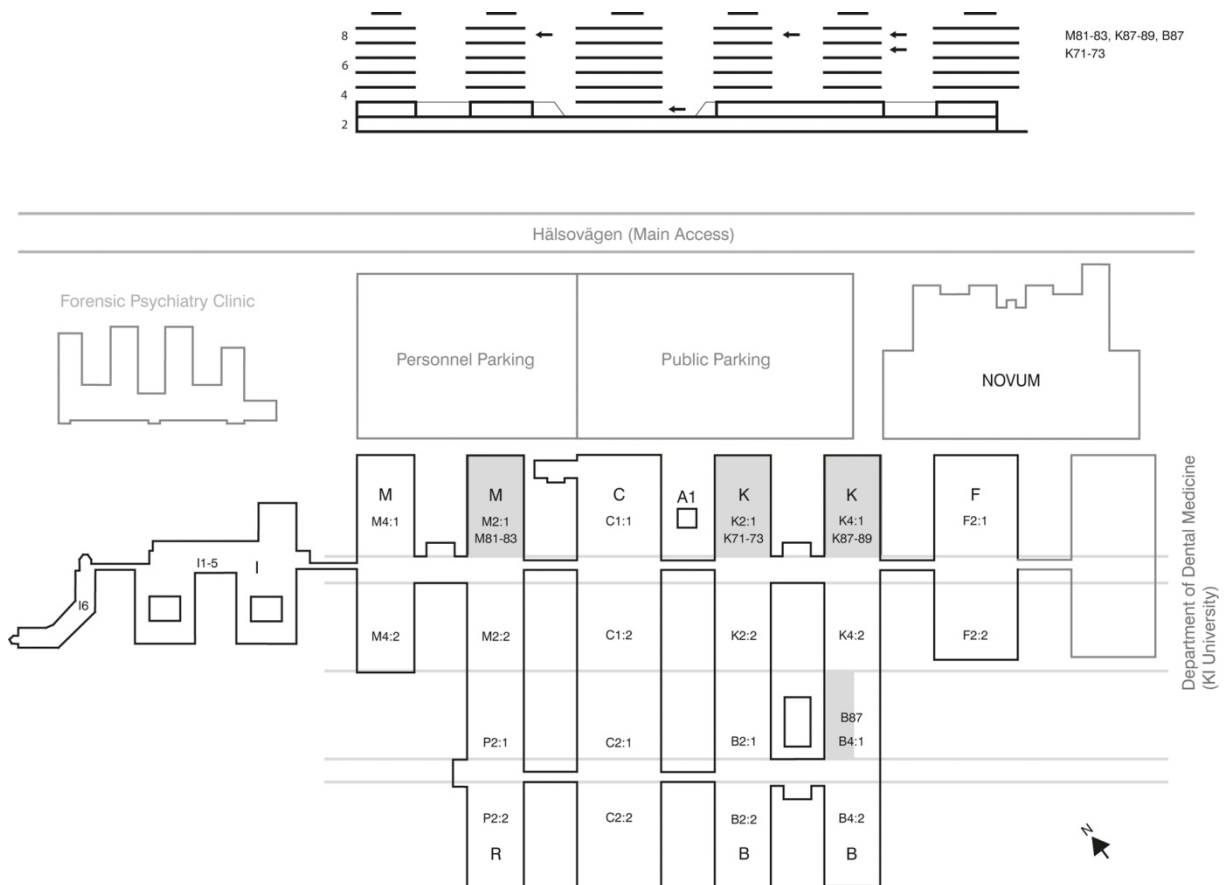 8
M81-83, K87-89, B87
K71-73
6
4
2
Hälsovägen (Main Access)
Forensic Psychiatry Clinic
Personnel Parking
Public Parking
NOVUM
M
M4:1
M
M2:1
M81-83
C
C1:1
A1
K
K2:1
K71-73
K
K4:1
K87-89
F
F2:1
I1-5
I
I6
M4:2
M2:2
C1:2
K2:2
K4:2
F2:2
Department of Dental Medicine
(KI University)
B87
P2:1
C2:1
B2:1
B4:1
P2:2
C2:2
B2:2
B4:2
R
B
B
N